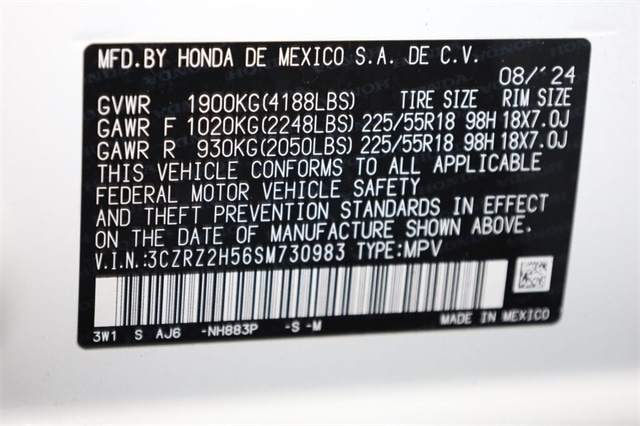 MFD.BY HONDA DE MEXICO S.A. DE C.V.
08/´24
GVWR 1900KG(4188LBS) TIRE SIZE RIM SIZE
GAWR F 1020KG(2248LBS) 225/55R18 98H 18X7.0J
GAWR R 930KG(2050LBS) 225/55R18 98H 18X7.0J
THIS VEHICLE CONFORMS TO ALL APPLICABLE
FEDERAL MOTOR VEHICLE SAFETY
AND THEFT PREVENTION STANDARDS IN EFFECT
ON THE DATE OF MANUFACTURE SHOWN ABOVE.
V.I.N.:3CZRZ2H56SM730983 TYPE:MPV
3W1 S AJ6 -NH883P -S -M
MADE IN MEXICO